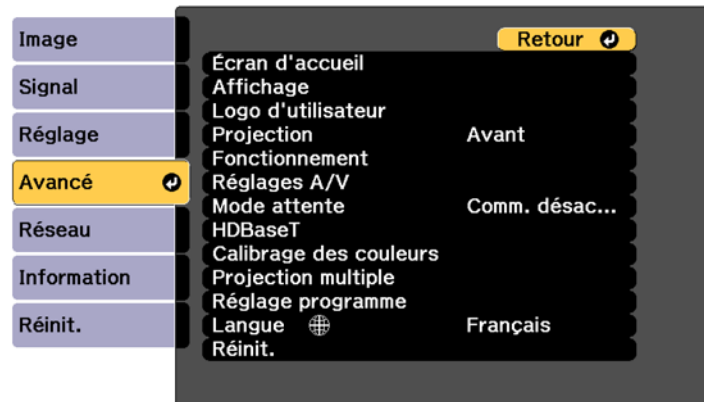 Image
Signal
Réglage
Avancé
Réseau
Information
Réinit.
Retour
Écran d'accueil
Affichage
Logo d'utilisateur
Projection Avant
Fonctionnement
Réglages A/V
Mode attente Comm. désac...
HDBaseT
Calibrage des couleurs
Projection multiple
Réglage programme
Langue Français
Réinit.